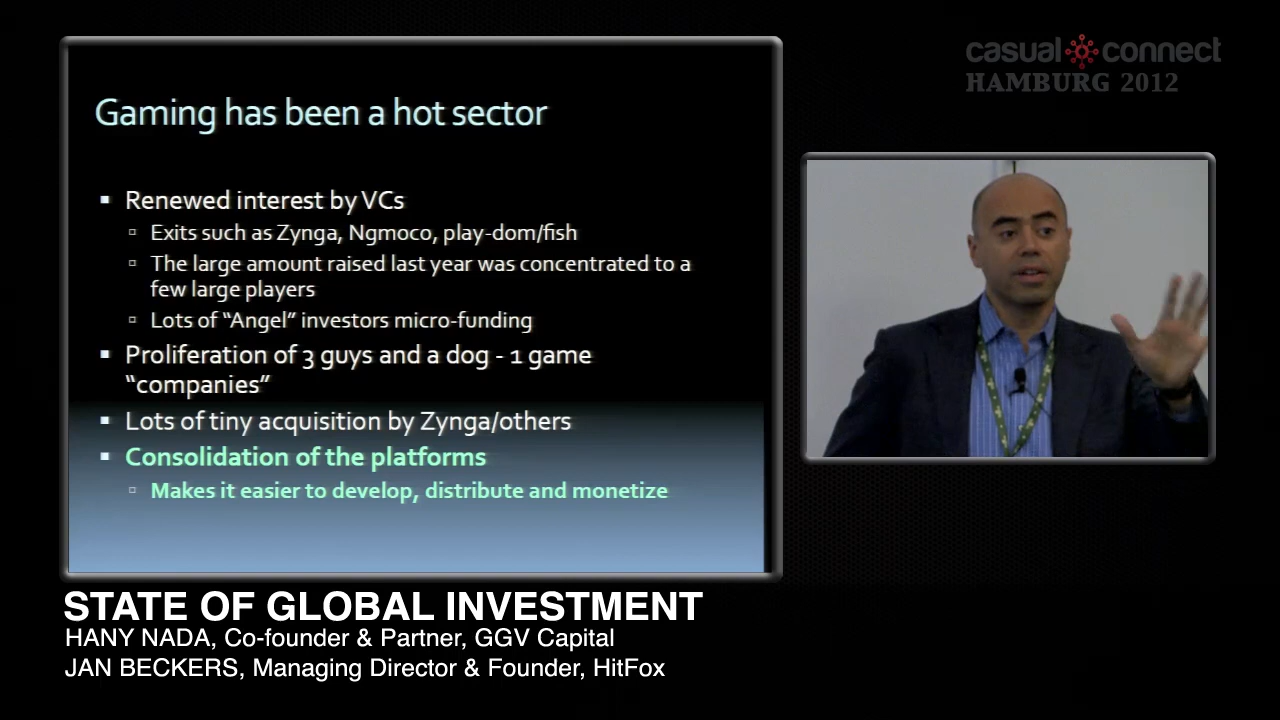 casual connect
HAMBURG 2012
Gaming has been a hot sector
Renewed interest by VCs
Exits such as Zynga, Ngmoco, play-dom/fish
The large amount raised last year was concentrated to a
few large players
Lots of “Angel” investors micro-funding
Proliferation of 3 guys and a dog - 1 game
“companies”
Lots of tiny acquisition by Zynga/others
Consolidation of the platforms
Makes it easier to develop, distribute and monetize
STATE OF GLOBAL INVESTMENT
HANY NADA, Co-founder & Partner, GGV Capital
JAN BECKERS, Managing Director & Founder, HitFox